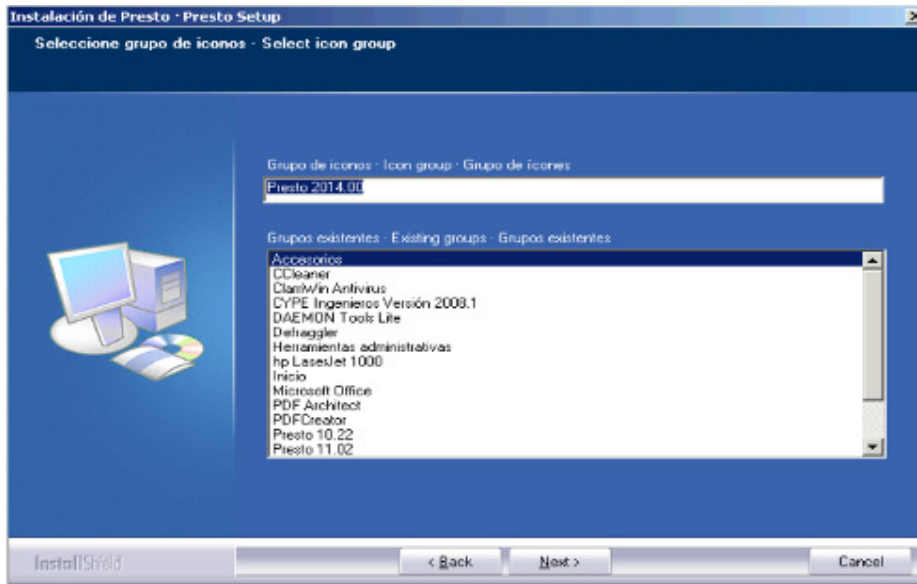 Instalación de Presto · Presto Setup
Seleccione grupo de iconos · Select icon group
Grupo de iconos · Icon group · Grupo de ícones
Presto 2014.00
Grupos existentes · Existing groups · Grupos existentes
Accesorios
CCleaner
ClamWin Antivirus
CYPE Ingenieros Versión 2008.1
DAEMON Tools Lite
Defraggler
Herramientas administrativas
hp LaserJet 1000
Inicio
Microsoft Office
PDF Architect
PDFCreator
Presto 10.22
Presto 11.02
InstallShield
< Back
Next >
Cancel